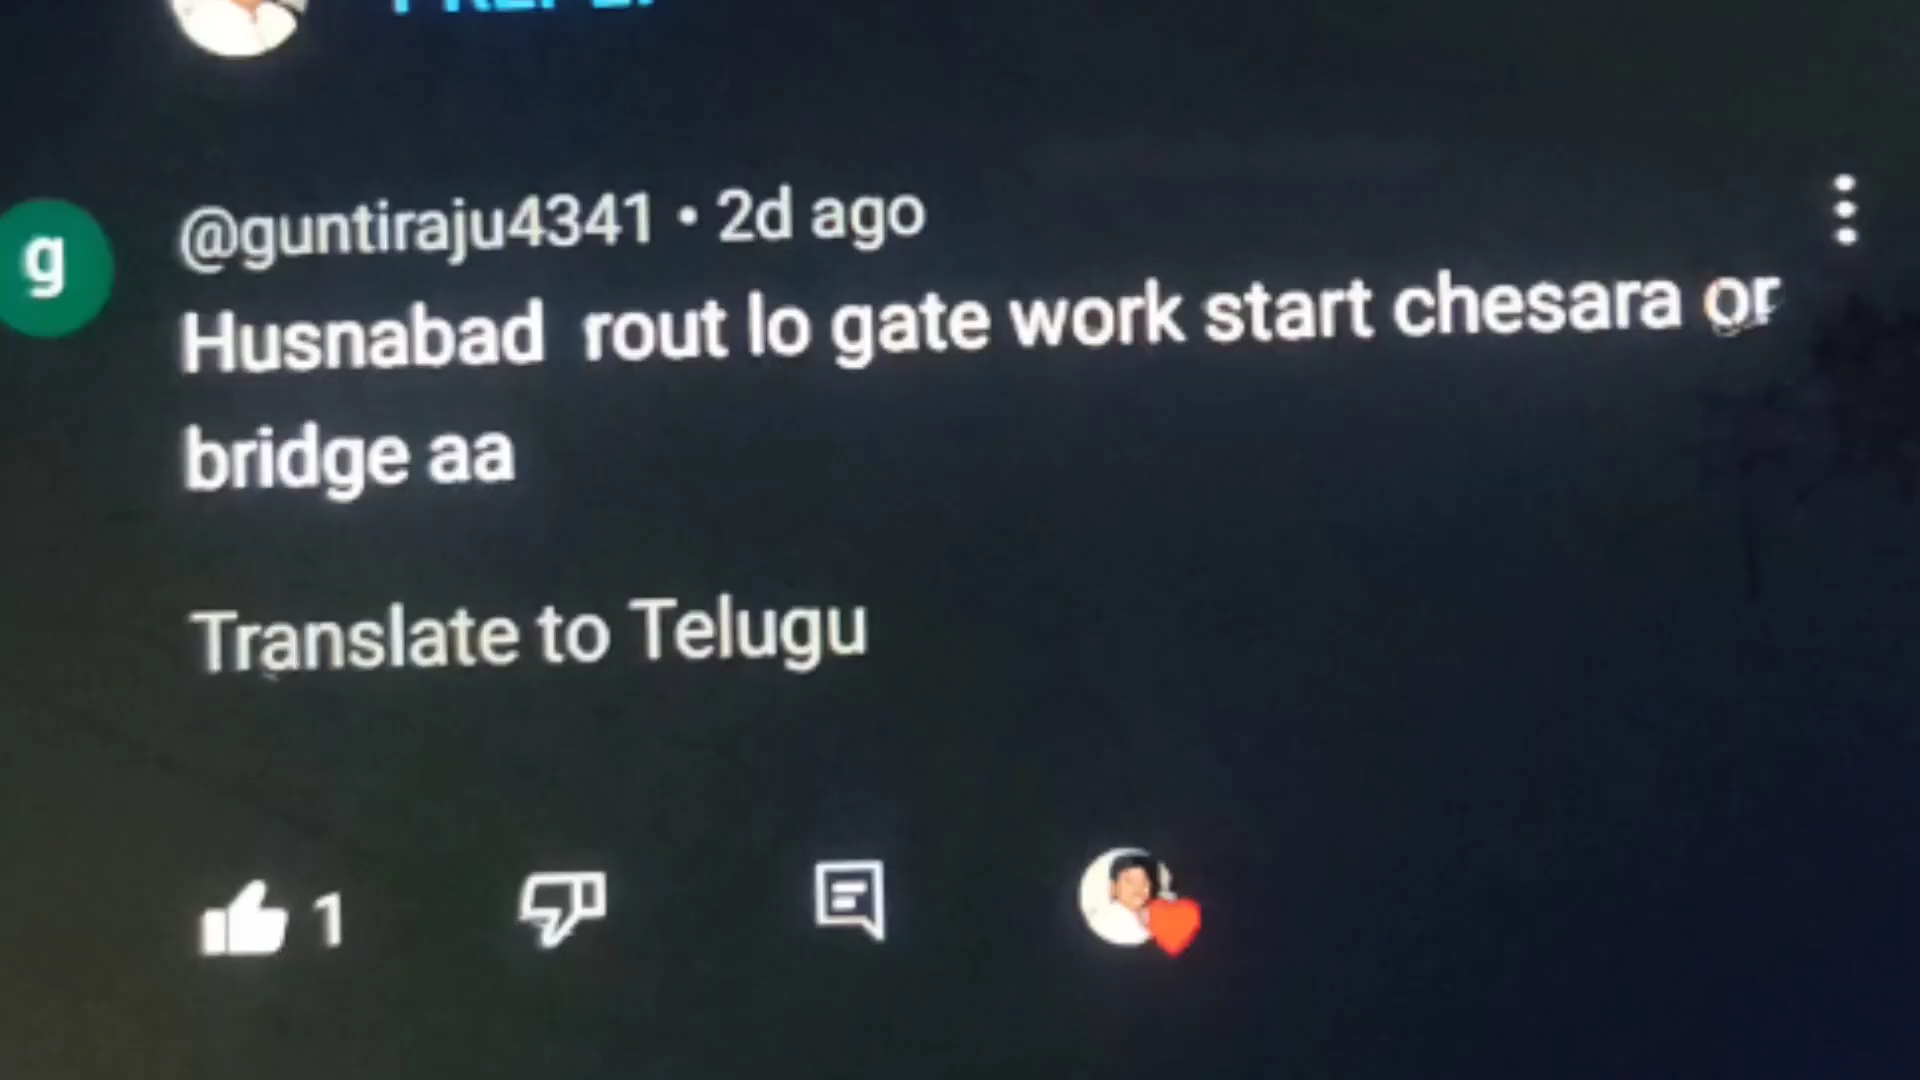 @guntiraju4341 • 2d ago
g
Husnabad rout lo gate work start chesara or
bridge aa
Translate to Telugu
1